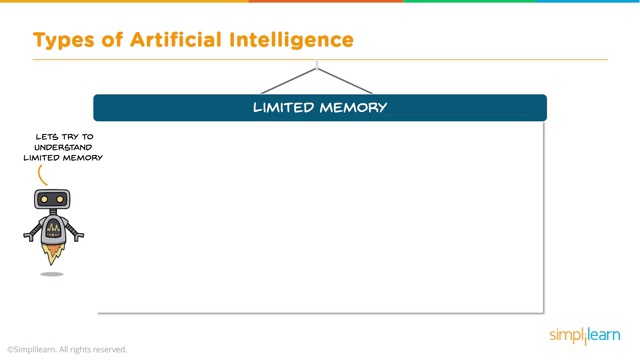 Types of Artificial Intelligence
LIMITED MEMORY
LETS TRY TO
UNDERSTAND
LIMITED MEMORY
simplilearn
©Simplilearn. All rights reserved.